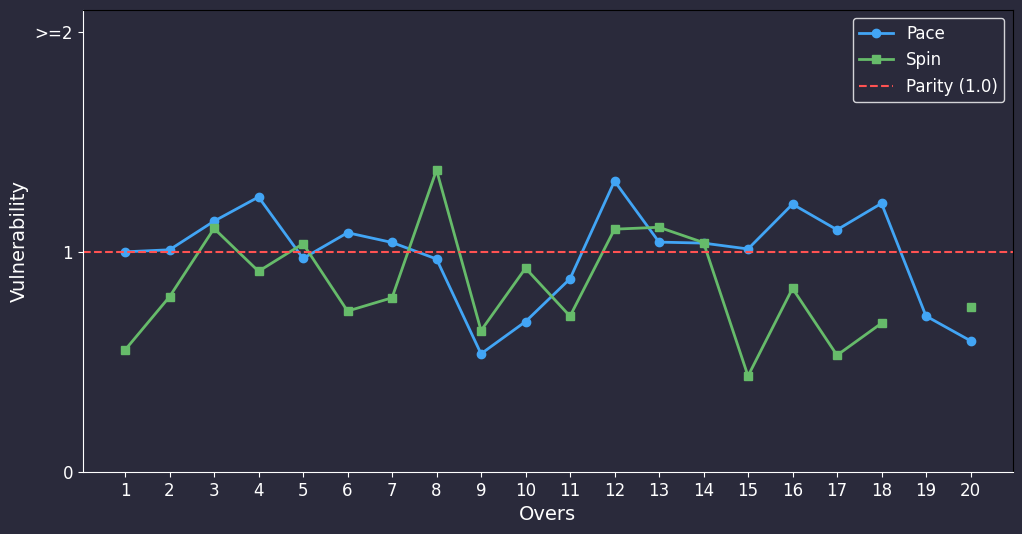 >=2
1
0
Vulnerability
Pace
Spin
Parity (1.0)
1 2 3 4 5 6 7 8 9 10 11 12 13 14 15 16 17 18 19 20
Overs